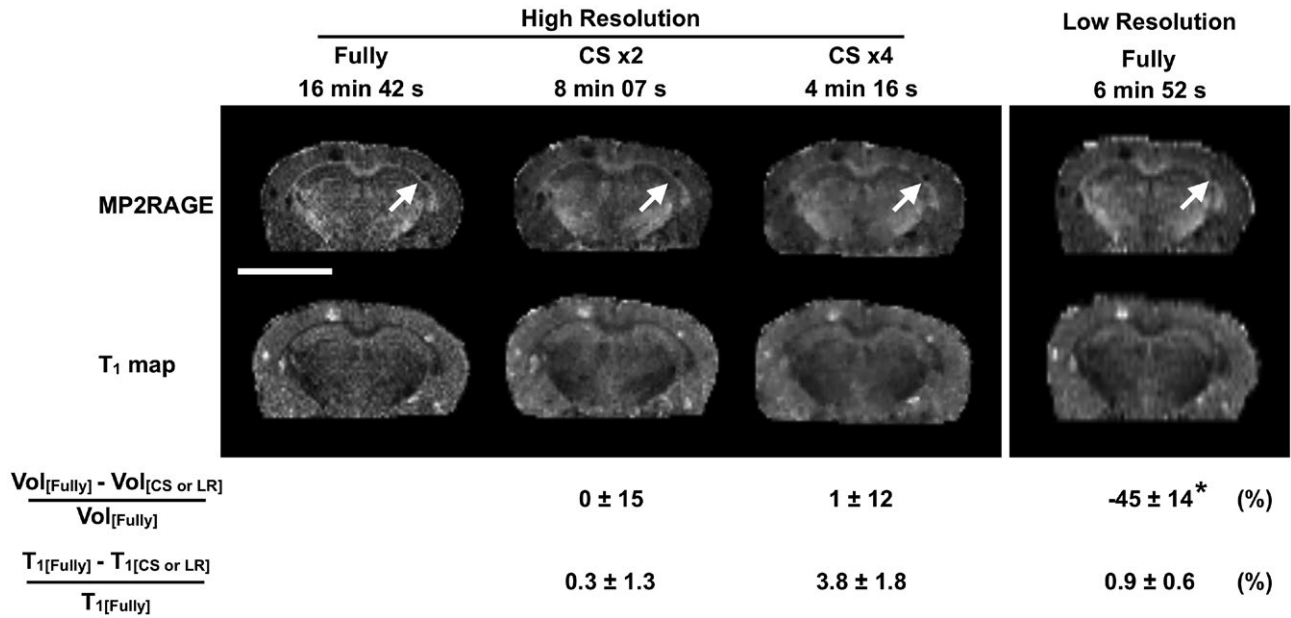 High Resolution
Low Resolution
Fully
CS x2
CS x4
Fully
16 min 42 s
8 min 07 s
4 min 16 s
6 min 52 s
MP2RAGE
T₁ map
Vol[Fully] - Vol[CS or LR]
Vol[Fully]
0 ± 15
1 ± 12
-45 ± 14*
(%)
T1[Fully] - T1[CS or LR]
T1[Fully]
0.3 ± 1.3
3.8 ± 1.8
0.9 ± 0.6
(%)